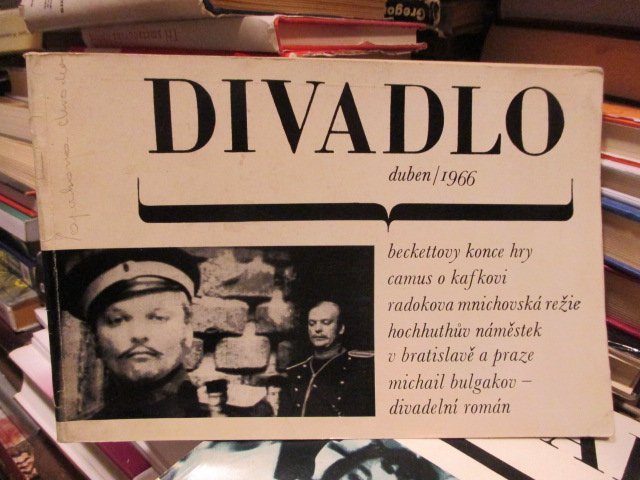 DIVADLO
duben/1966
beckettovy konce hry
camus o kafkovi
radokova mnichovská režie
hochhuthův náměstek
v bratislavě a praze
michail bulgakov –
divadelní román
Grego